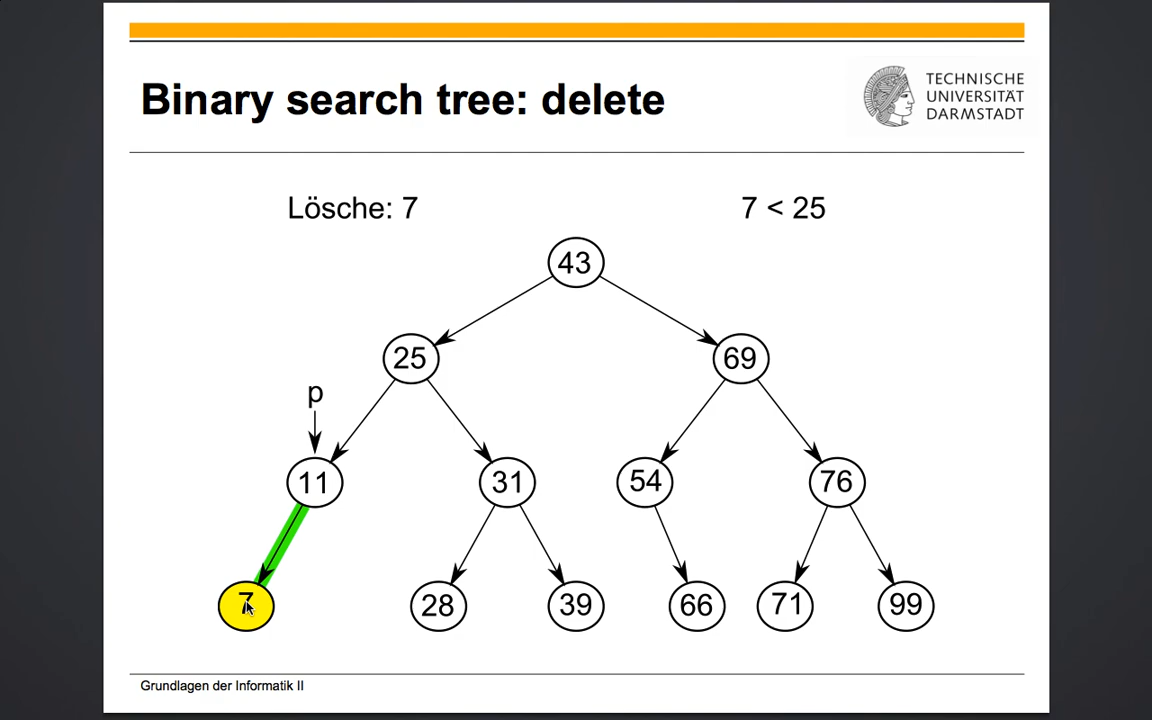 Binary search tree: delete
TECHNISCHE
UNIVERSITÄT
DARMSTADT
Lösche: 7
7 < 25
43
25
69
p
11
31
54
76
7
28
39
66
71
99
Grundlagen der Informatik II